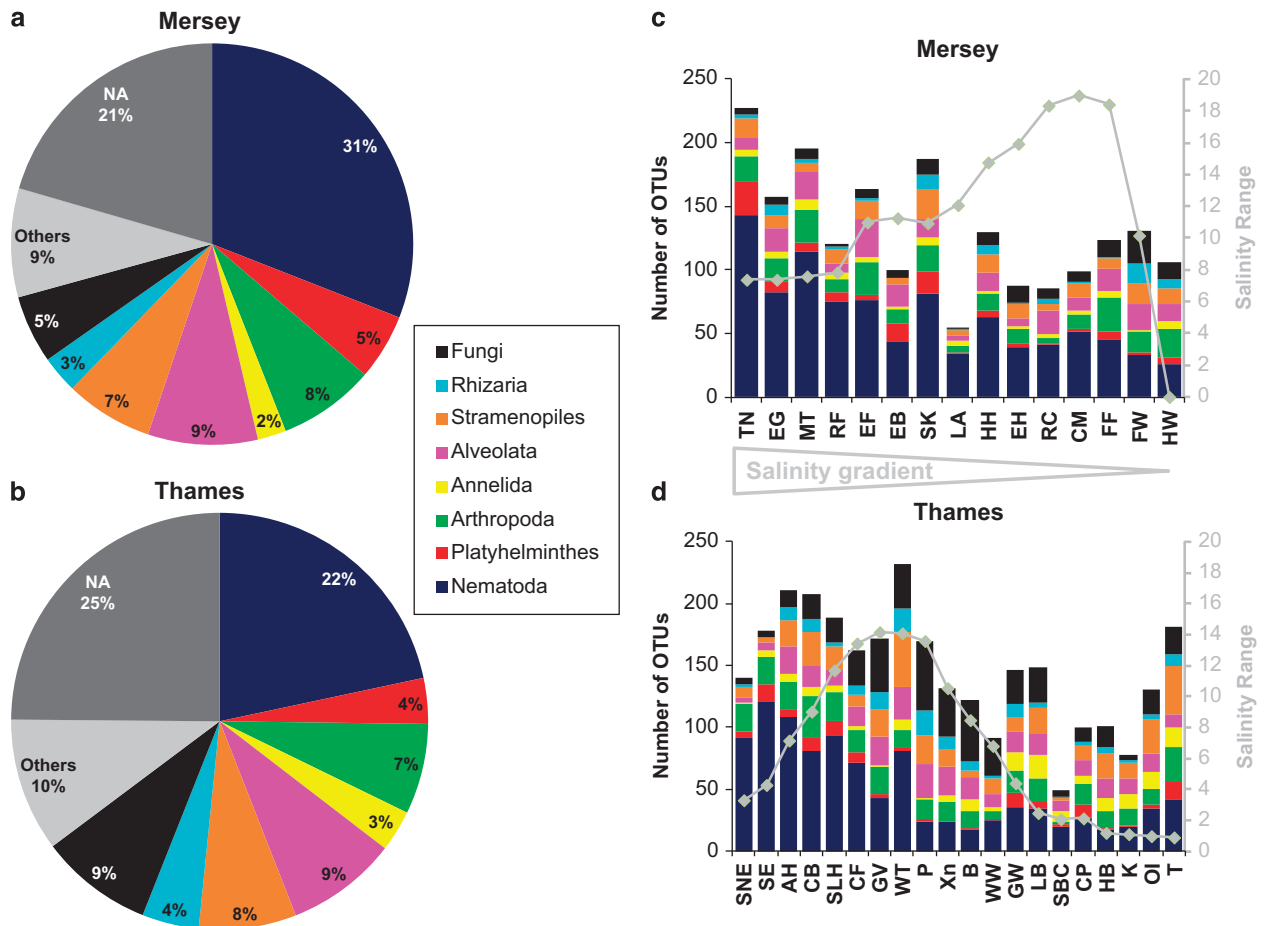 a
Mersey
NA
21%
31%
Others
9%
5%
5%
3%
8%
7%
2%
9%
b
Thames
NA
25%
22%
4%
Others
10%
7%
3%
9%
9%
4%
8%
Fungi
Rhizaria
Stramenopiles
Alveolata
Annelida
Arthropoda
Platyhelminthes
Nematoda
c
Mersey
Number of OTUs
250
200
150
100
50
0
20
18
16
14
12
10
8
6
4
2
0
Salinity Range
TN EG MT RF EF EB SK LA HH EH RC CM FF FW HW
Salinity gradient
d
Thames
Number of OTUs
250
200
150
100
50
0
20
18
16
14
12
10
8
6
4
2
0
Salinity Range
SNE SE AH CB SLH CF GV WT P Xn B WW GW LB SBC CP HB K OI T